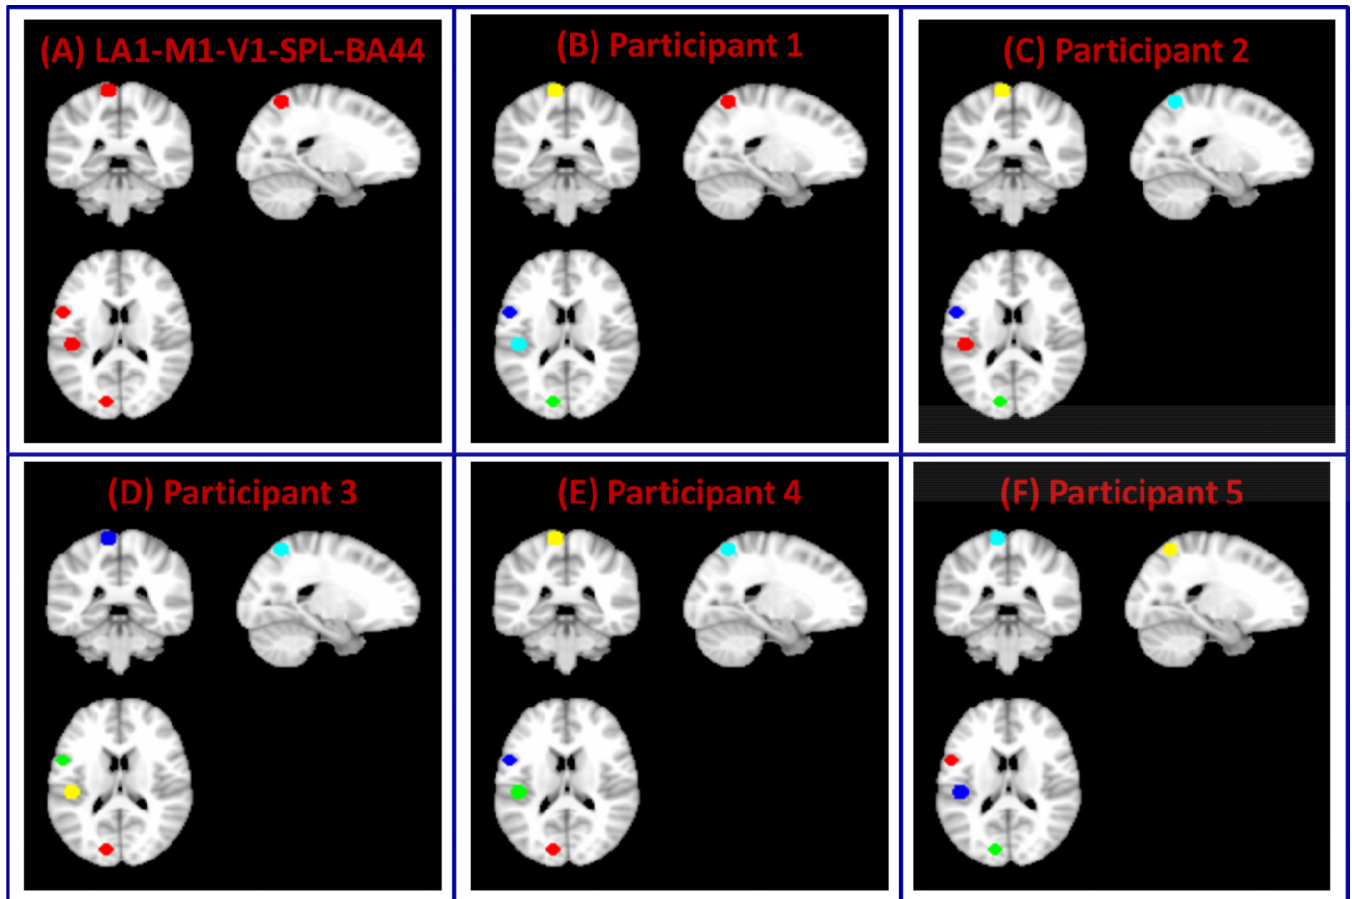 (A) LA1-M1-V1-SPL-BA44
(B) Participant 1
(C) Participant 2
(D) Participant 3
(E) Participant 4
(F) Participant 5